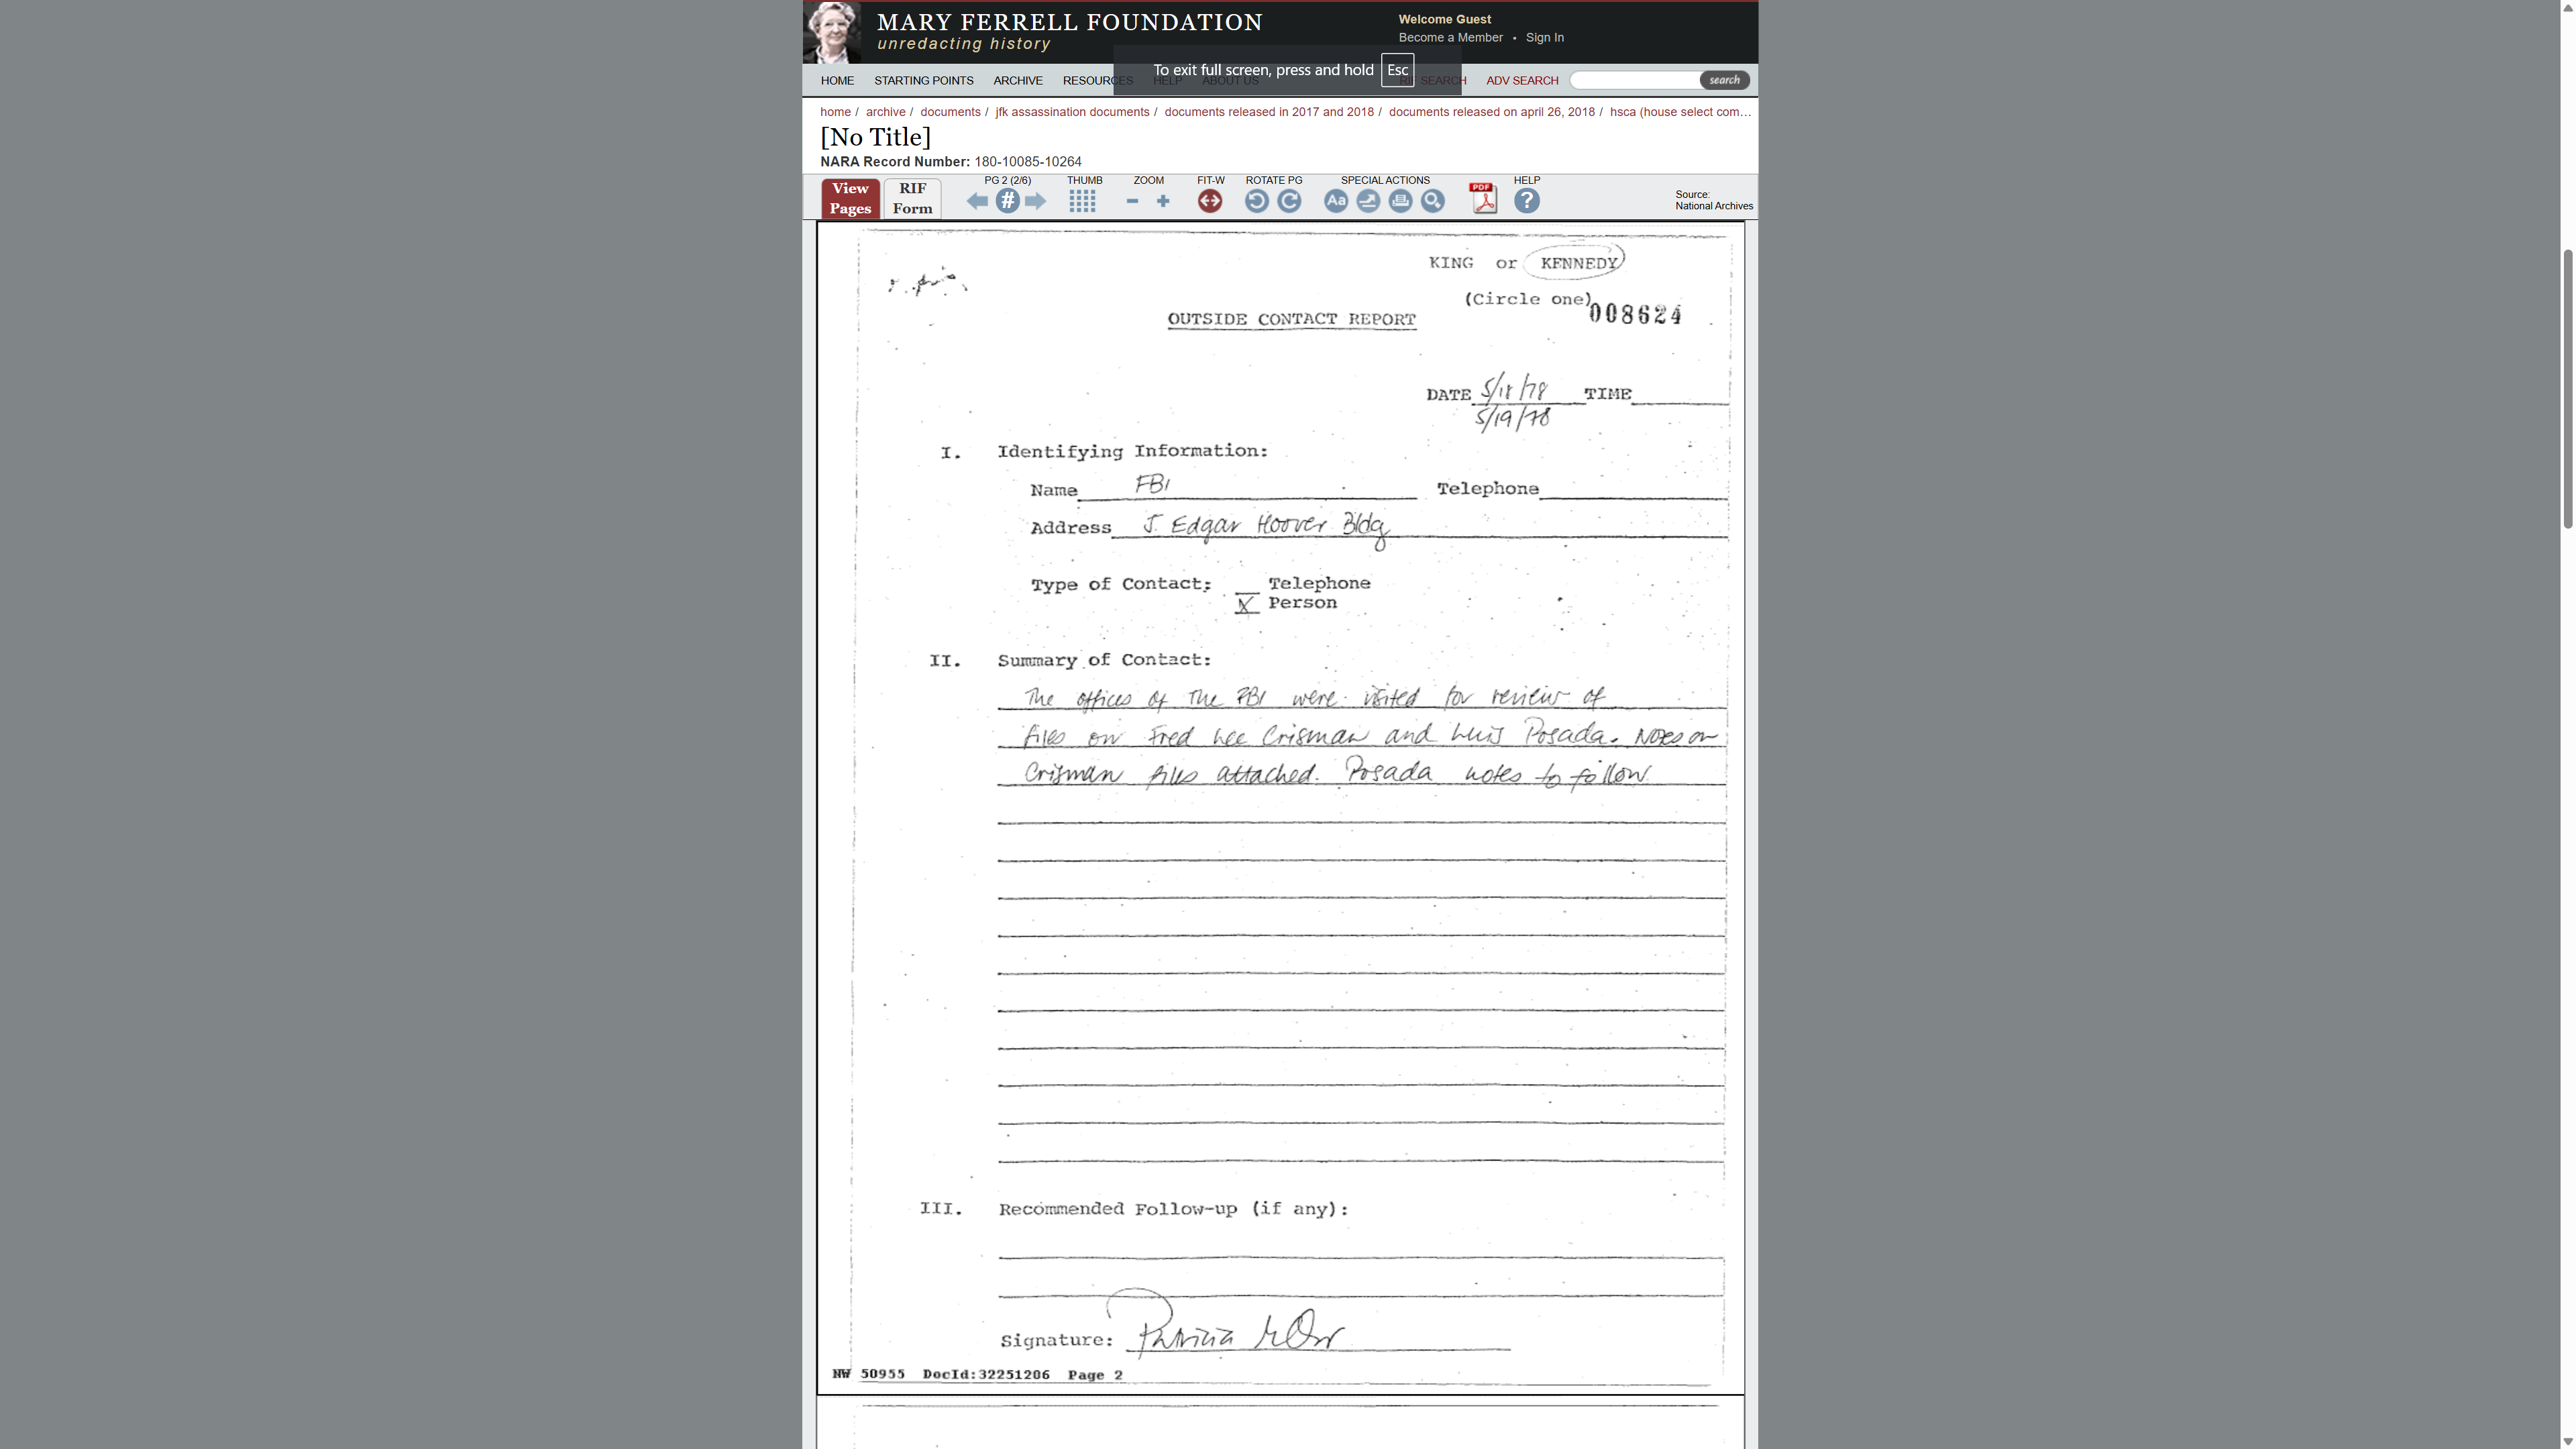 MARY FERRELL FOUNDATION
unredacting history
Welcome Guest
Become a Member • Sign In
To exit full screen, press and hold Esc
HOME STARTING POINTS ARCHIVE RESOURCES HELP ABOUT US RIF SEARCH ADV SEARCH search
home / archive / documents / jfk assassination documents / documents released in 2017 and 2018 / documents released on april 26, 2018 / hsca (house select com...
[No Title]
NARA Record Number: 180-10085-10264
View Pages
RIF Form
PG 2 (2/6) THUMB ZOOM FIT-W ROTATE PG SPECIAL ACTIONS HELP
# Aa PDF ?
Source:
National Archives
KING or KENNEDY
(Circle one)
008624
OUTSIDE CONTACT REPORT
DATE 5/18/78 TIME
5/19/78
I. Identifying Information:
Name FBI Telephone
Address J. Edgar Hoover Bldg
Type of Contact: Telephone
X Person
II. Summary of Contact:
The offices of the FBI were visited for review of
files on Fred Lee Crisman and Luis Posada. Notes on
Crisman files attached. Posada notes to follow
III. Recommended Follow-up (if any):
Signature: Patricia M Orr
NW 50955 DocId:32251206 Page 2